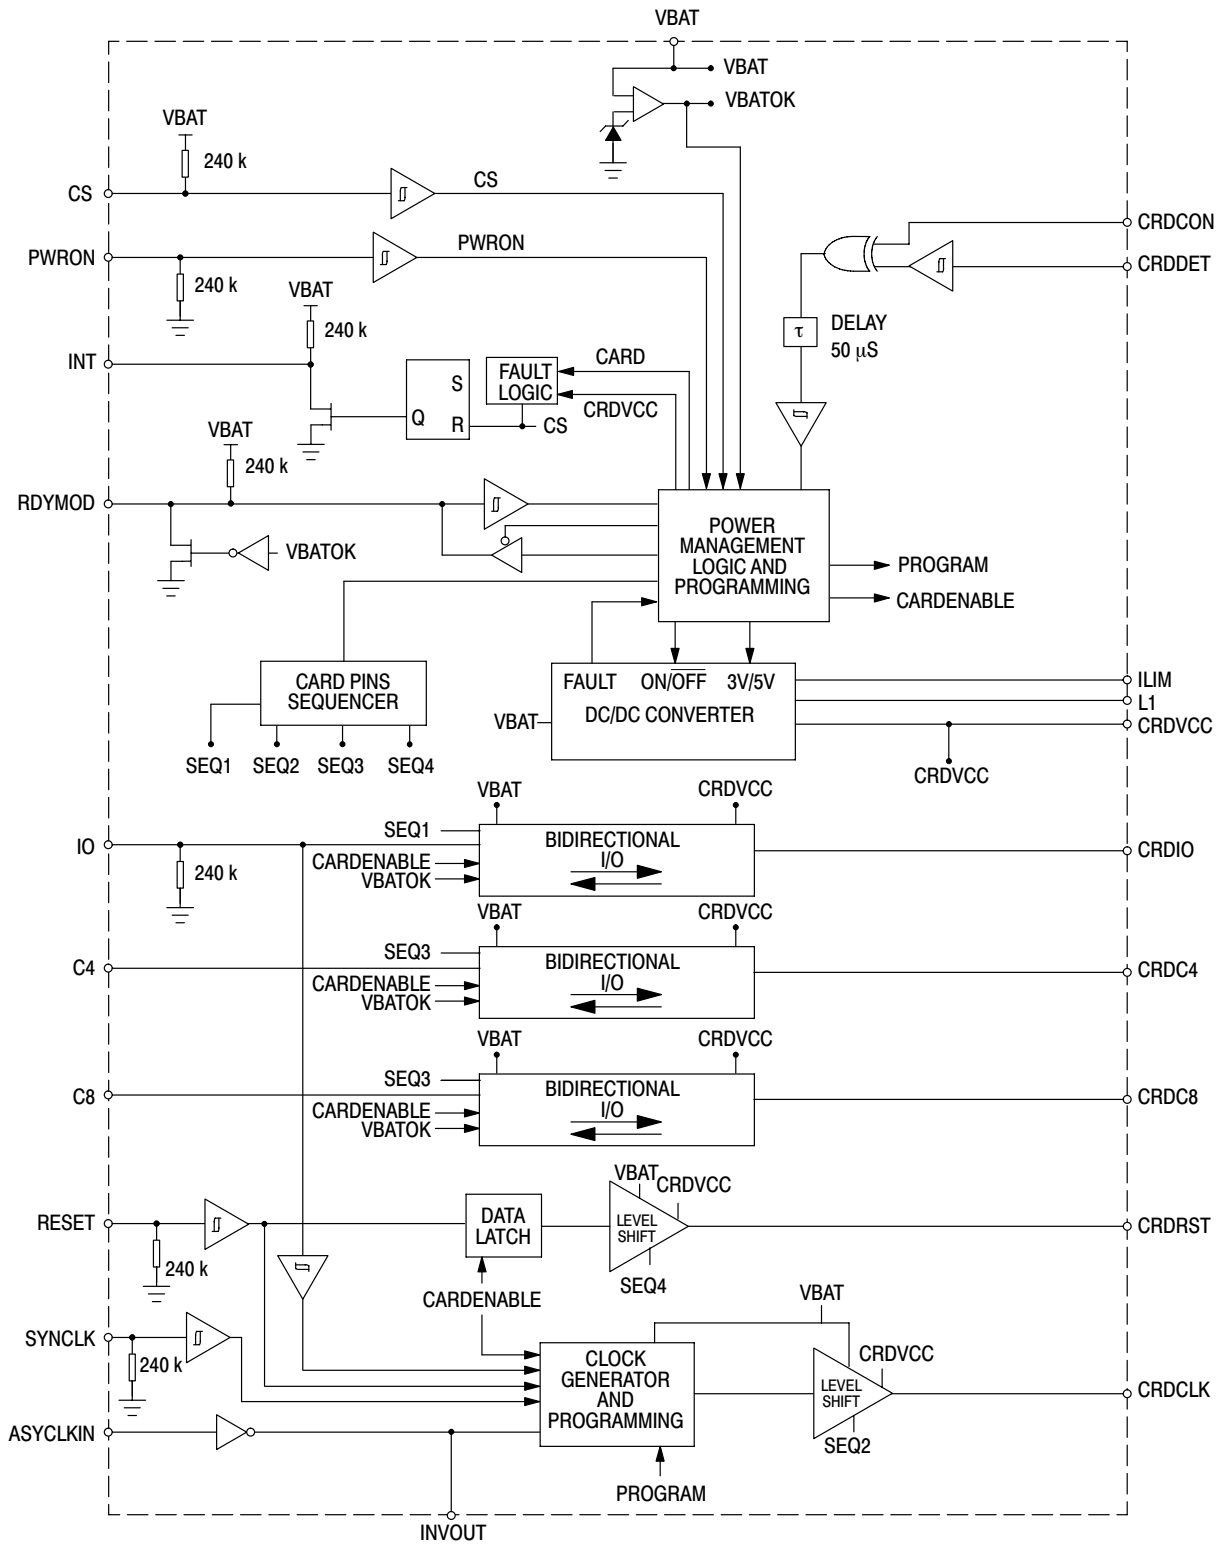 VBAT
VBAT
VBATOK
VBAT
240 k
CS
CS
CRDCON
PWRON
PWRON
CRDDET
240 k
VBAT
240 k
τ
DELAY
50 μS
INT
FAULT
LOGIC
CARD
CRDVCC
S
Q
R
CS
VBAT
240 k
RDYMOD
VBATOK
POWER
MANAGEMENT
LOGIC AND
PROGRAMMING
PROGRAM
CARDENABLE
CARD PINS
SEQUENCER
FAULT
ON/OFF
3V/5V
DC/DC CONVERTER
VBAT
ILIM
L1
CRDVCC
SEQ1
SEQ2
SEQ3
SEQ4
CRDVCC
VBAT
CRDVCC
IO
SEQ1
BIDIRECTIONAL
I/O
CRDIO
240 k
CARDENABLE
VBATOK
VBAT
CRDVCC
C4
SEQ3
BIDIRECTIONAL
I/O
CRDC4
CARDENABLE
VBATOK
VBAT
CRDVCC
C8
SEQ3
BIDIRECTIONAL
I/O
CRDC8
CARDENABLE
VBATOK
VBAT
CRDVCC
RESET
DATA
LATCH
LEVEL
SHIFT
CRDRST
240 k
SEQ4
CARDENABLE
VBAT
SYNCLK
240 k
CLOCK
GENERATOR
AND
PROGRAMMING
CRDVCC
LEVEL
SHIFT
CRDCLK
ASYCLKIN
SEQ2
PROGRAM
INVOUT